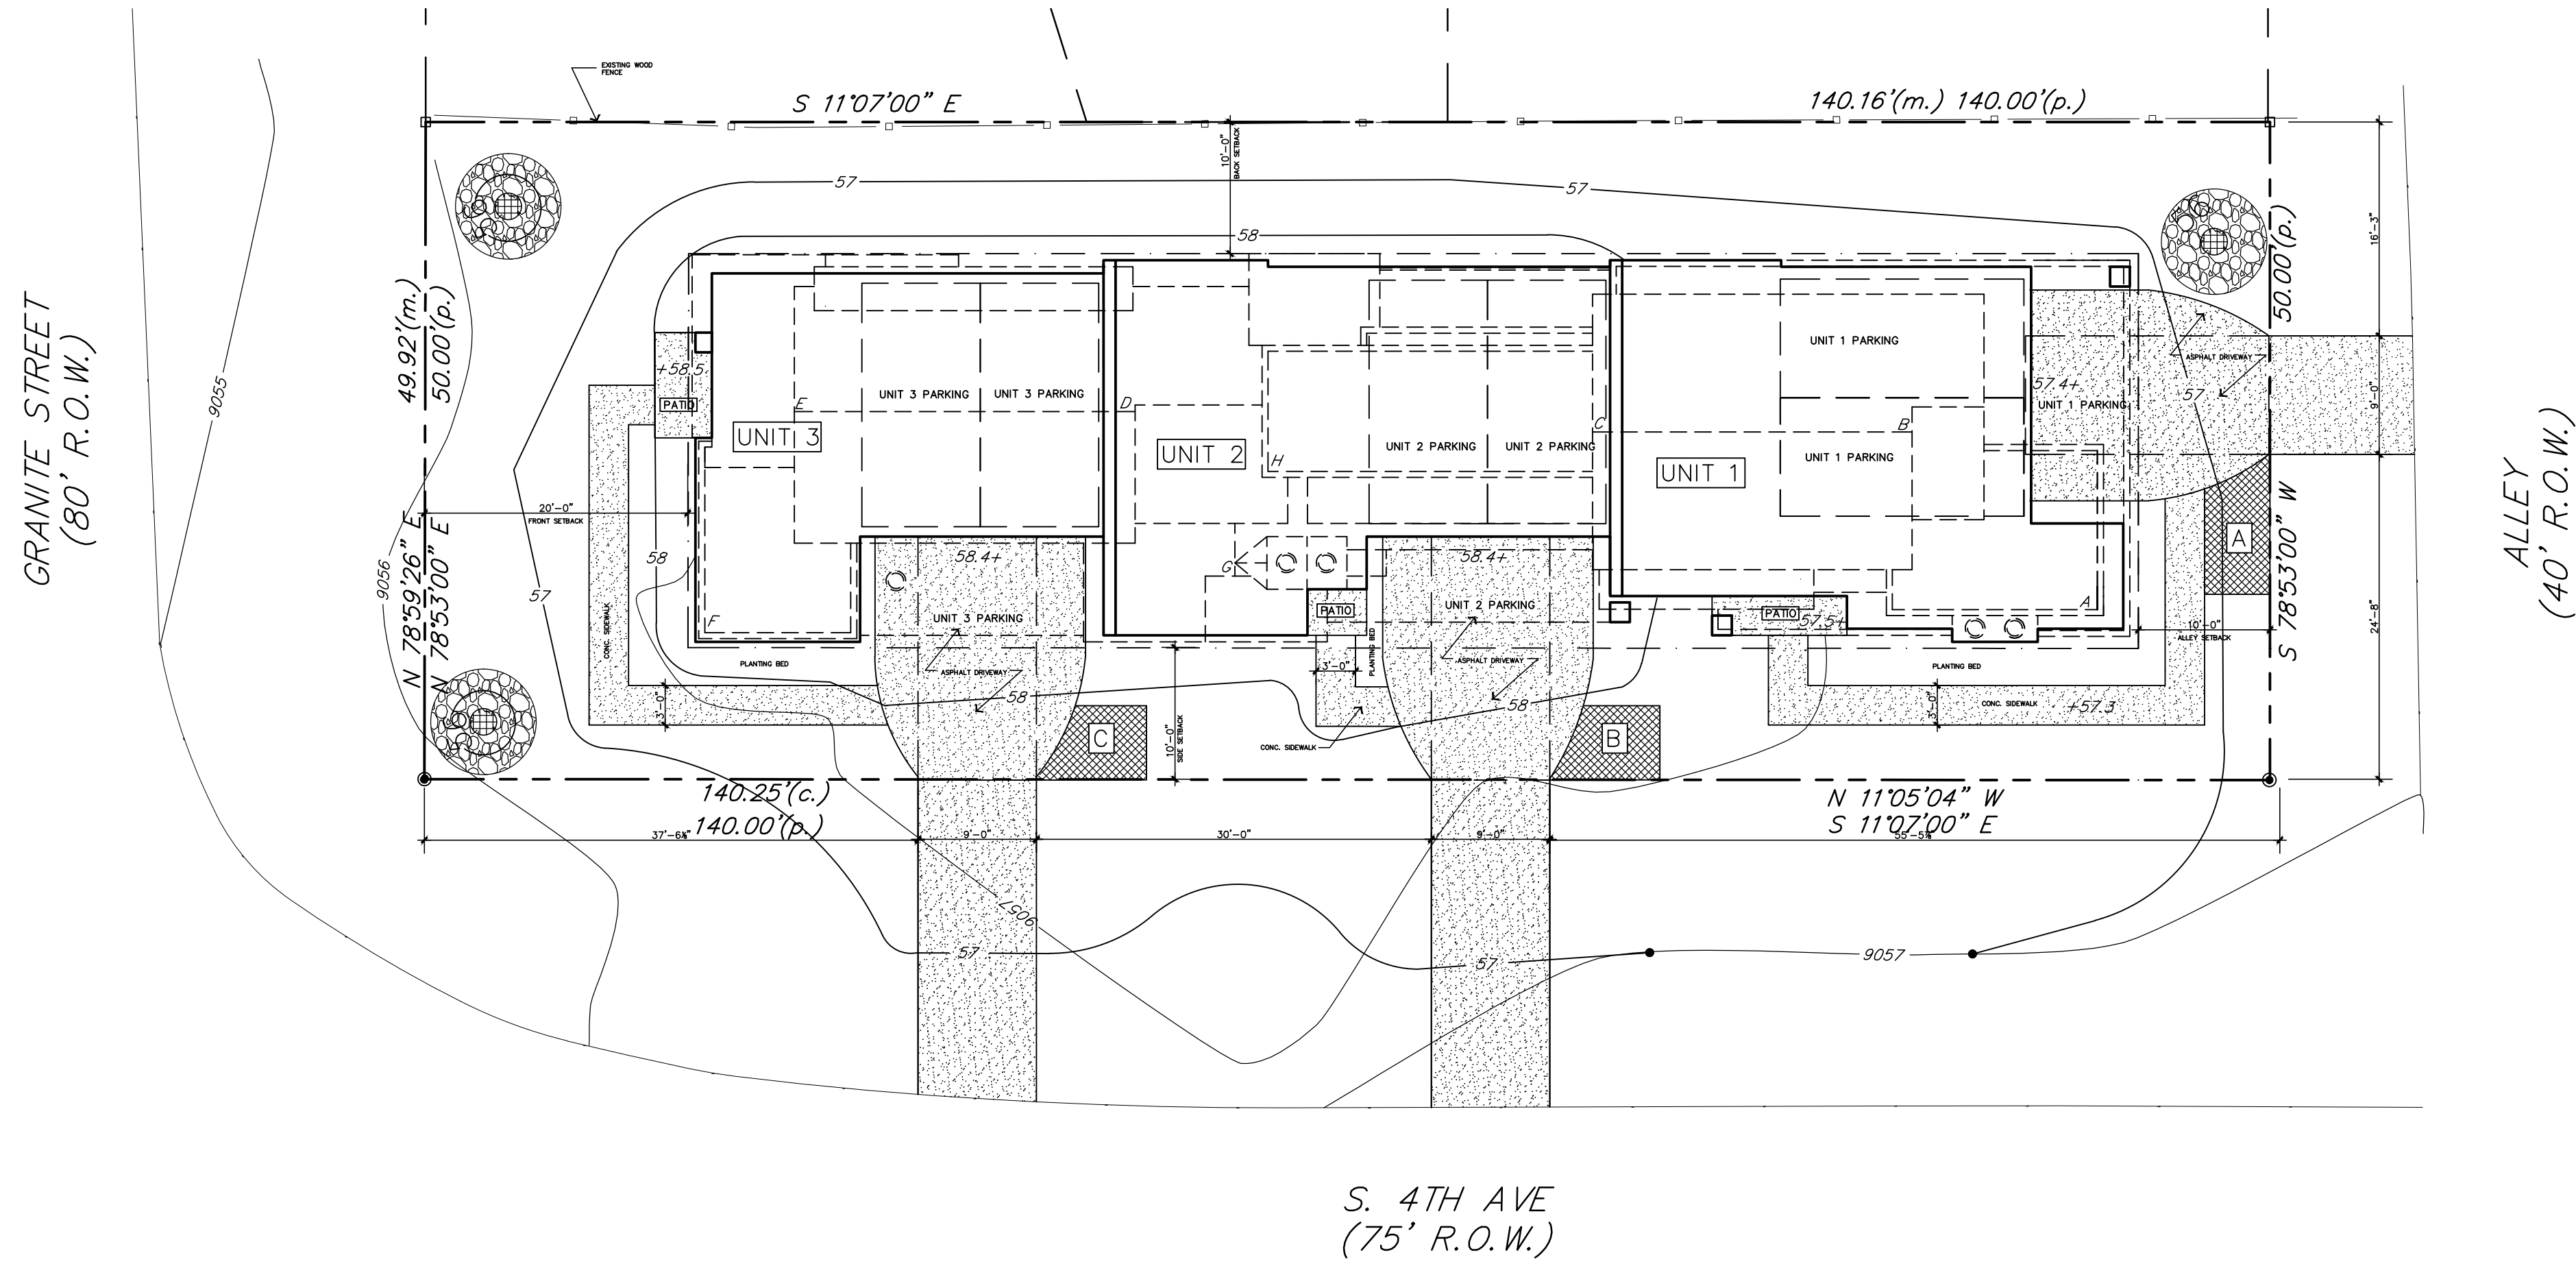 EXISTING WOOD
FENCE
S 11°07'00" E
140.16'(m.) 140.00'(p.)
10'-0"
BACK SETBACK
57
57
58
16'-3"
50.00'(p.)
49.92'(m.)
50.00'(p.)
GRANITE STREET
(80' R.O.W.)
9055
+58.5
PATIO
UNIT 3
E
UNIT 3 PARKING
UNIT 3 PARKING
D
UNIT 2
H
UNIT 2 PARKING
UNIT 2 PARKING
C
UNIT 1 PARKING
UNIT 1 PARKING
B
UNIT 1
57.4+
UNIT 1 PARKING
ASPHALT DRIVEWAY
57
9'-0"
ALLEY
(40' R.O.W.)
20'-0"
FRONT SETBACK
N 78°59'26" E
N 78°53'00" E
9056
57
58
CONC. SIDEWALK
F
58.4+
UNIT 3 PARKING
ASPHALT DRIVEWAY
PLANTING BED
3'-0"
58
G
PATIO
3'-0"
PLANTING BED
58.4+
UNIT 2 PARKING
ASPHALT DRIVEWAY
58
CONC. SIDEWALK
10'-0"
SIDE SETBACK
C
B
A
PATIO
57.5+
A
10'-0"
ALLEY SETBACK
PLANTING BED
3'-0"
CONC. SIDEWALK
+57.3
S 78°53'00" W
24'-8"
140.25'(c.)
140.00'(p.)
N 11°05'04" W
S 11°07'00" E
37'-6⅛"
9'-0"
30'-0"
9'-0"
9057
57
57
9057
S. 4TH AVE
(75' R.O.W.)